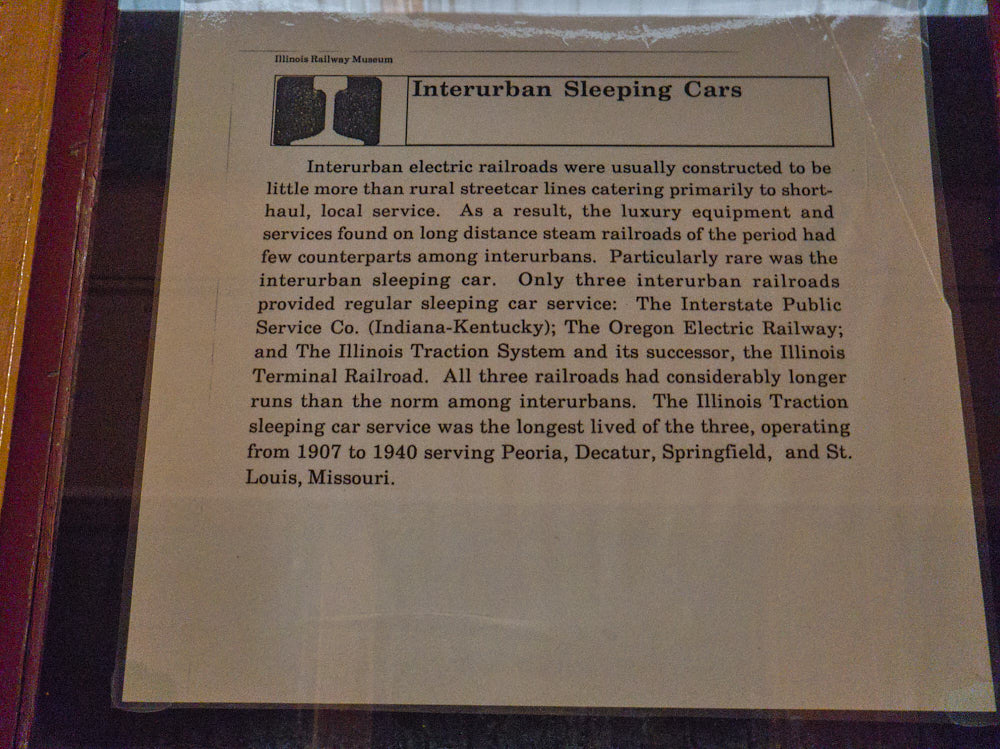 Illinois Railway Museum
Interurban Sleeping Cars
Interurban electric railroads were usually constructed to be
little more than rural streetcar lines catering primarily to short-
haul, local service. As a result, the luxury equipment and
services found on long distance steam railroads of the period had
few counterparts among interurbans. Particularly rare was the
interurban sleeping car. Only three interurban railroads
provided regular sleeping car service: The Interstate Public
Service Co. (Indiana-Kentucky); The Oregon Electric Railway;
and The Illinois Traction System and its successor, the Illinois
Terminal Railroad. All three railroads had considerably longer
runs than the norm among interurbans. The Illinois Traction
sleeping car service was the longest lived of the three, operating
from 1907 to 1940 serving Peoria, Decatur, Springfield, and St.
Louis, Missouri.